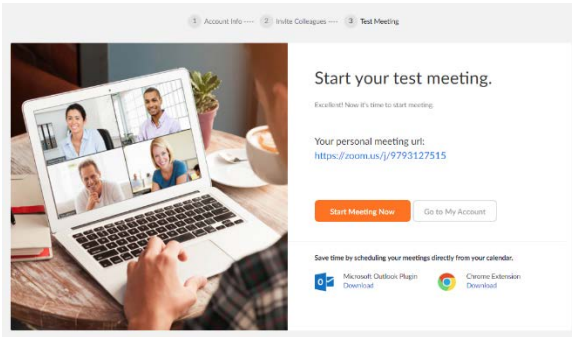 1 Account Info ---- 2 Invite Colleagues ---- 3 Test Meeting
Start your test meeting.
Excellent! Now it's time to start meeting.
Your personal meeting url:
https://zoom.us/j/9793127515
Start Meeting Now Go to My Account
Save time by scheduling your meetings directly from your calendar.
Microsoft Outlook Plugin Chrome Extension
Download Download